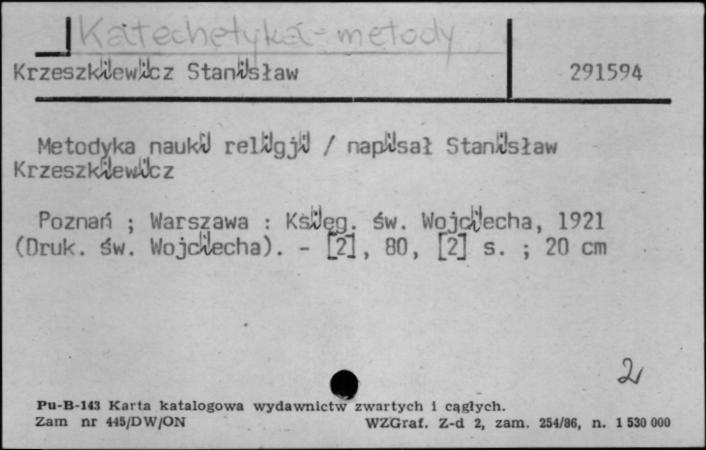 Katechetyka - metody
Krzeszkiewicz Stanisław 291594
Metodyka nauki religji / napisał Stanisław
Krzeszkiewicz
Poznań ; Warszawa : Księg. św. Wojciecha, 1921
(Druk. św. Wojciecha). - [2], 80, [2] s. ; 20 cm
2
Pu-B-143 Karta katalogowa wydawnictw zwartych i cągłych.
Zam nr 445/DW/ON WZGraf. Z-d 2, zam. 254/86, n. 1 530 000